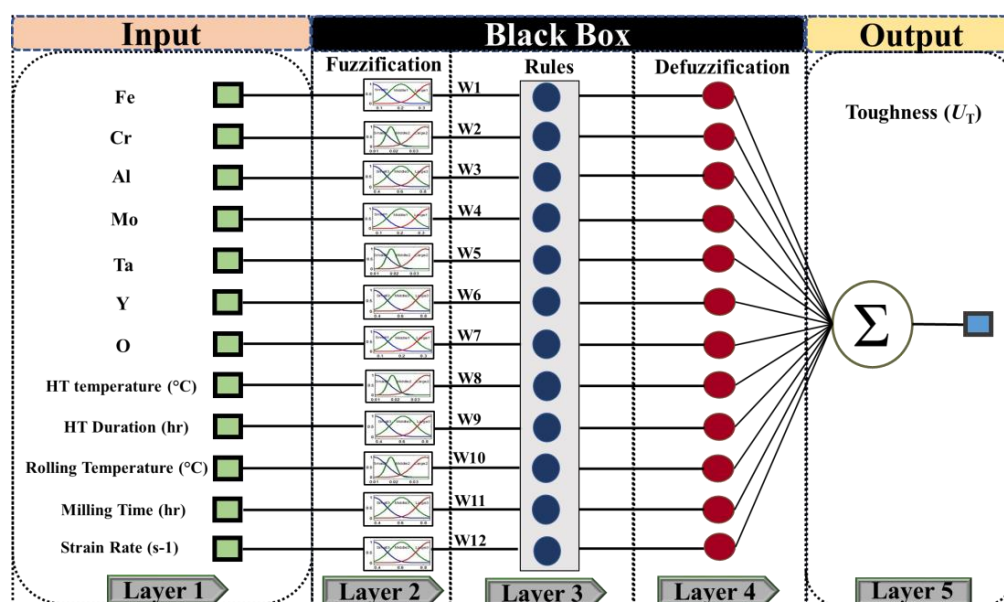 Input
Black Box
Output
Fuzzification
Rules
Defuzzification
Fe
W1
Toughness (U_T)
Cr
W2
Al
W3
Mo
W4
Ta
W5
Y
W6
Σ
O
W7
HT temperature (°C)
W8
HT Duration (hr)
W9
Rolling Temperature (°C)
W10
Milling Time (hr)
W11
Strain Rate (s-1)
W12
Layer 1
Layer 2
Layer 3
Layer 4
Layer 5